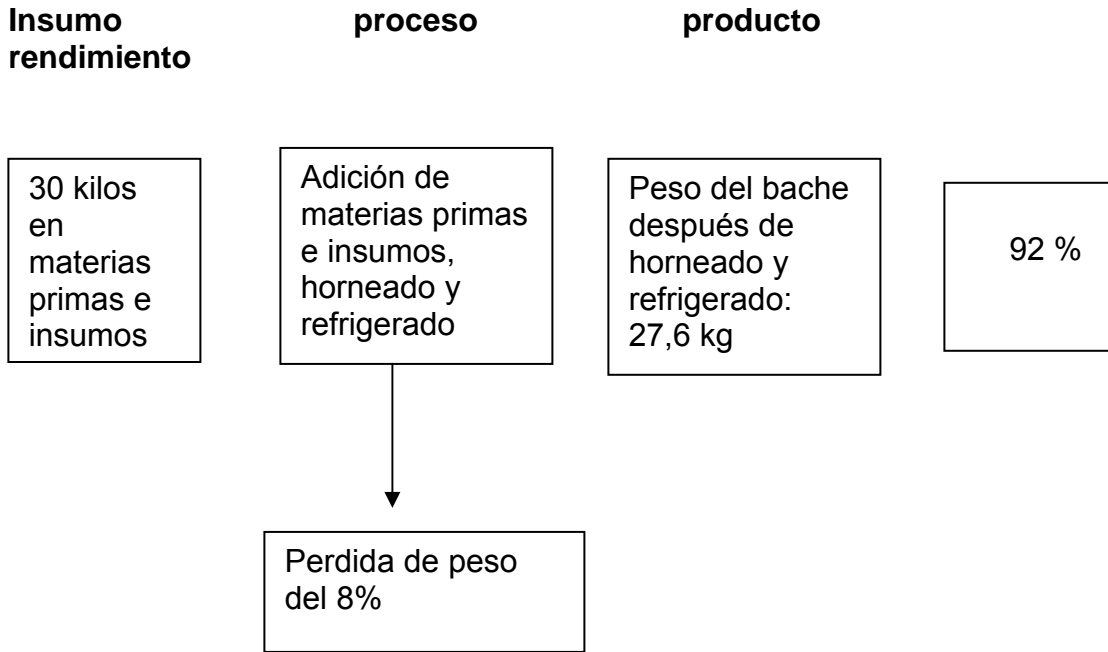 Insumo proceso producto
rendimiento
30 kilos
en
materias
primas e
insumos
Adición de
materias primas
e insumos,
horneado y
refrigerado
Peso del bache
después de
horneado y
refrigerado:
27,6 kg
92 %
Perdida de peso
del 8%